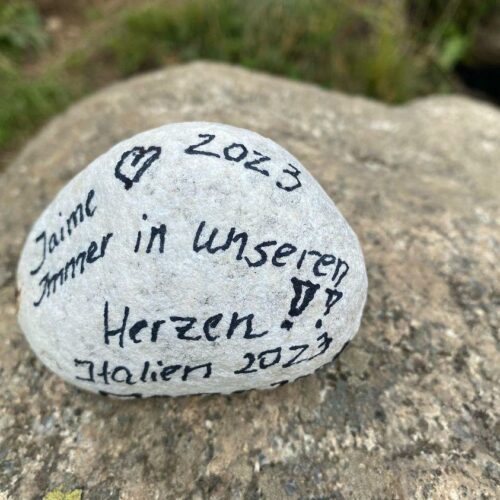 Jaime ♡ 2023
Immer in unseren
Herzen!!
Italien 2023